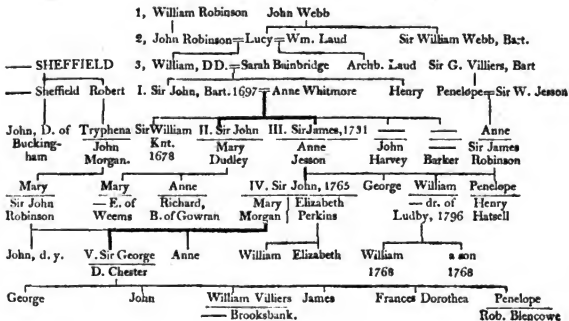 1, William Robinson John Webb
2, John Robinson=Lucy=Wm. Laud Sir William Webb, Bart.
SHEFFIELD 3, William, DD.=Sarah Bainbridge Archb. Laud Sir G. Villiers, Bart
Sheffield Robert I. Sir John, Bart. 1697=Anne Whitmore Henry Penelope=Sir W. Jesson
John, D. of Tryphena Sir William II. Sir John III. Sir James, 1731 Anne
Bucking- John Knt. Mary Anne John Sir James
ham Morgan. 1678 Dudley Jesson Harvey Barker Robinson
Mary Mary Anne IV. Sir John, 1765 George William Penelope
Sir John — E. of Richard, Mary Elizabeth — dr. of Henry
Robinson Weems B. of Gowran Morgan Perkins Ludby, 1796 Hatsell
John, d. y. V. Sir George Anne William Elizabeth William a son
D. Chester 1768 1768
George John William Villiers James Frances Dorothea Penelope
— Brooksbank. Rob. Blencowe